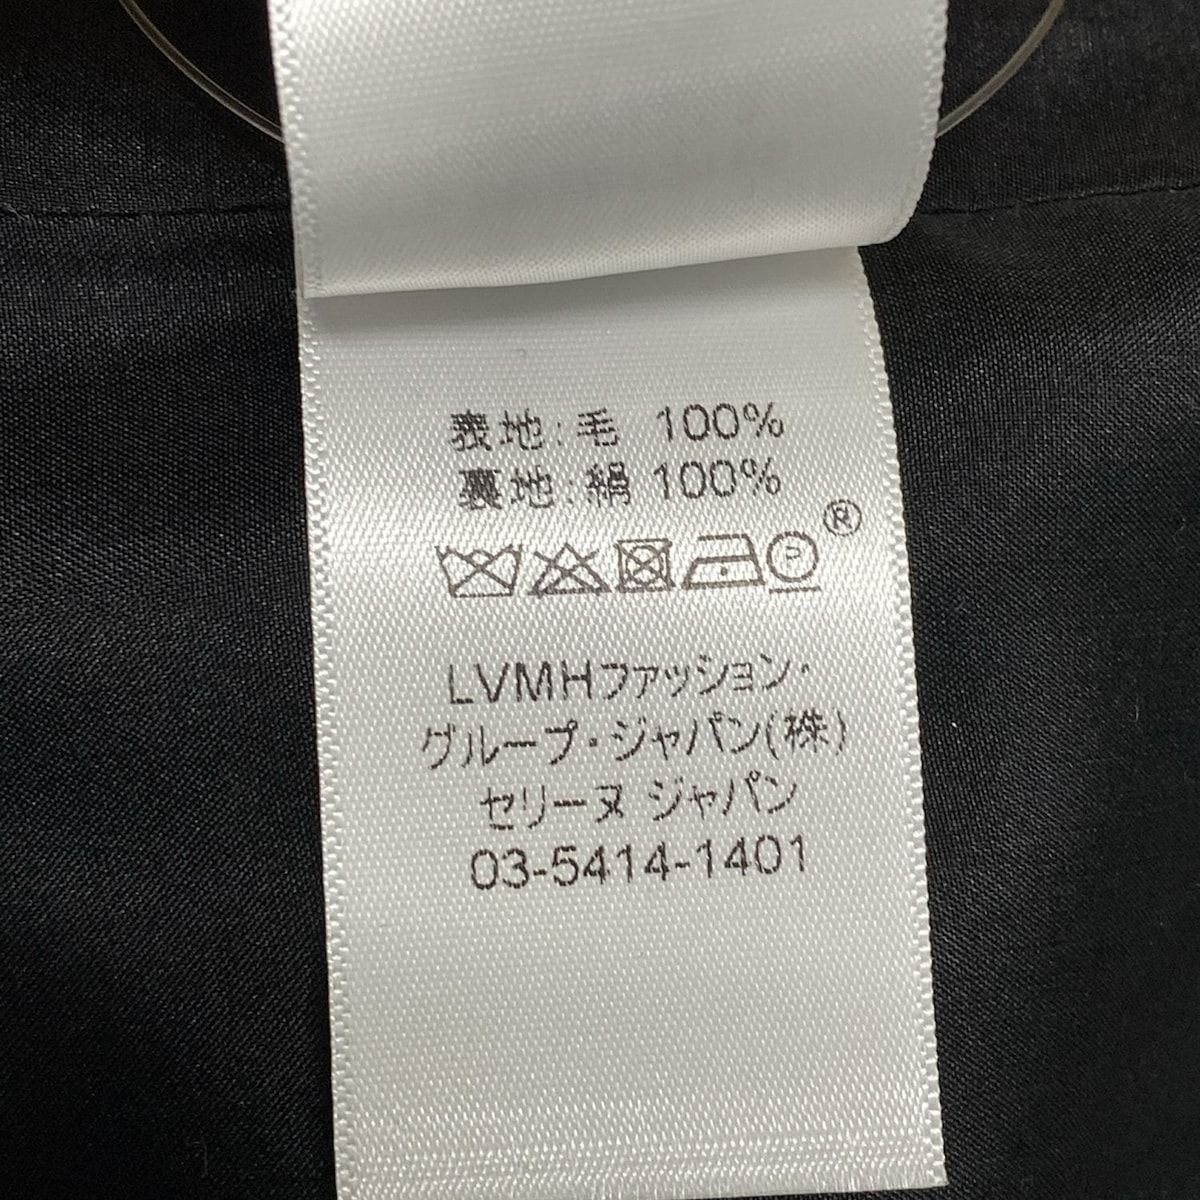 表地:毛 100%
裏地:絹 100%
®
P
LVMHファッション・
グループ・ジャパン(株)
セリーヌ ジャパン
03-5414-1401